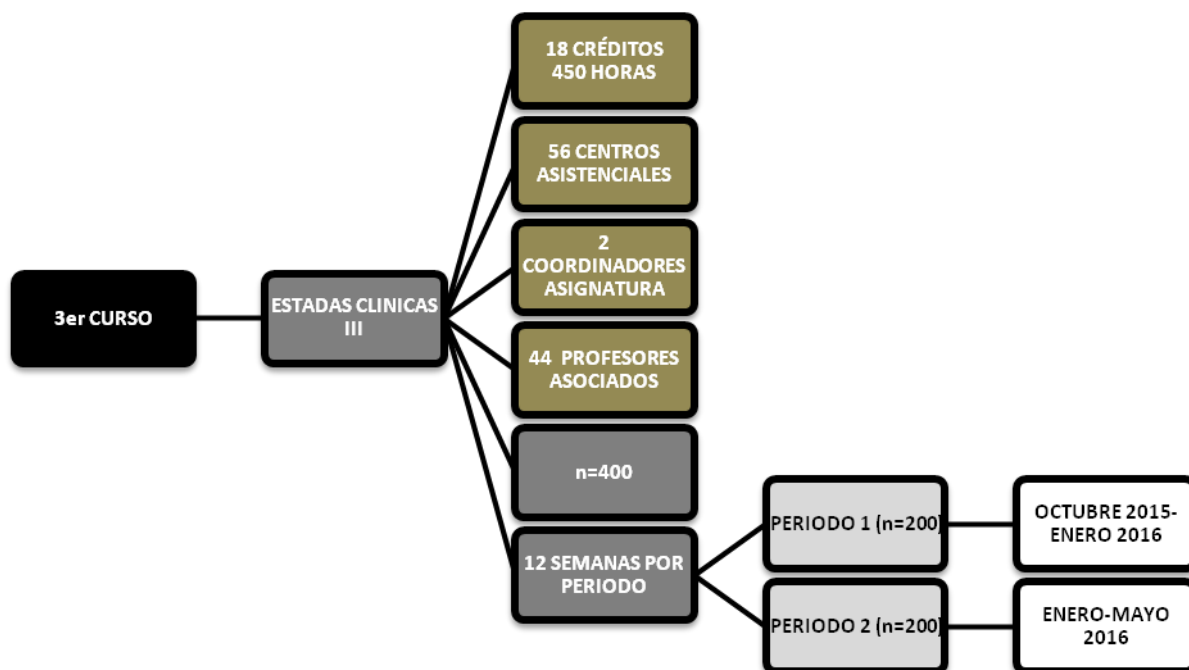 3er CURSO
ESTADAS CLINICAS
III
18 CRÉDITOS
450 HORAS
56 CENTROS
ASISTENCIALES
2
COORDINADORES
ASIGNATURA
44 PROFESORES
ASOCIADOS
n=400
12 SEMANAS POR
PERIODO
PERIODO 1 (n=200)
OCTUBRE 2015-
ENERO 2016
PERIODO 2 (n=200)
ENERO-MAYO
2016